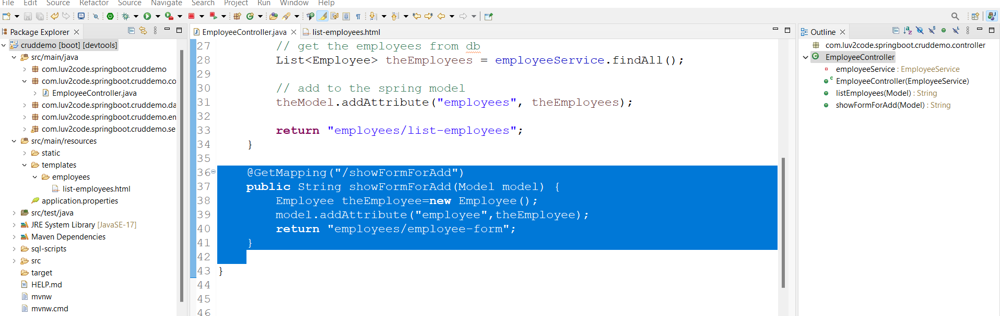 File Edit Source Refactor Source Navigate Search Project Run Window Help
Package Explorer
EmployeeController.java
list-employees.html
Outline
cruddemo [boot] [devtools]
src/main/java
com.luv2code.springboot.cruddemo
com.luv2code.springboot.cruddemo.co
EmployeeController.java
com.luv2code.springboot.cruddemo.da
com.luv2code.springboot.cruddemo.en
com.luv2code.springboot.cruddemo.se
src/main/resources
static
templates
employees
list-employees.html
application.properties
src/test/java
JRE System Library [JavaSE-17]
Maven Dependencies
sql-scripts
src
target
HELP.md
mvnw
mvnw.cmd
27 // get the employees from db
28 List<Employee> theEmployees = employeeService.findAll();
29
30 // add to the spring model
31 theModel.addAttribute("employees", theEmployees);
32
33 return "employees/list-employees";
34 }
35
36 @GetMapping("/showFormForAdd")
37 public String showFormForAdd(Model model) {
38 Employee theEmployee=new Employee();
39 model.addAttribute("employee",theEmployee);
40 return "employees/employee-form";
41 }
42
43 }
44
45
46
com.luv2code.springboot.cruddemo.controller
EmployeeController
employeeService : EmployeeService
EmployeeController(EmployeeService)
listEmployees(Model) : String
showFormForAdd(Model) : String